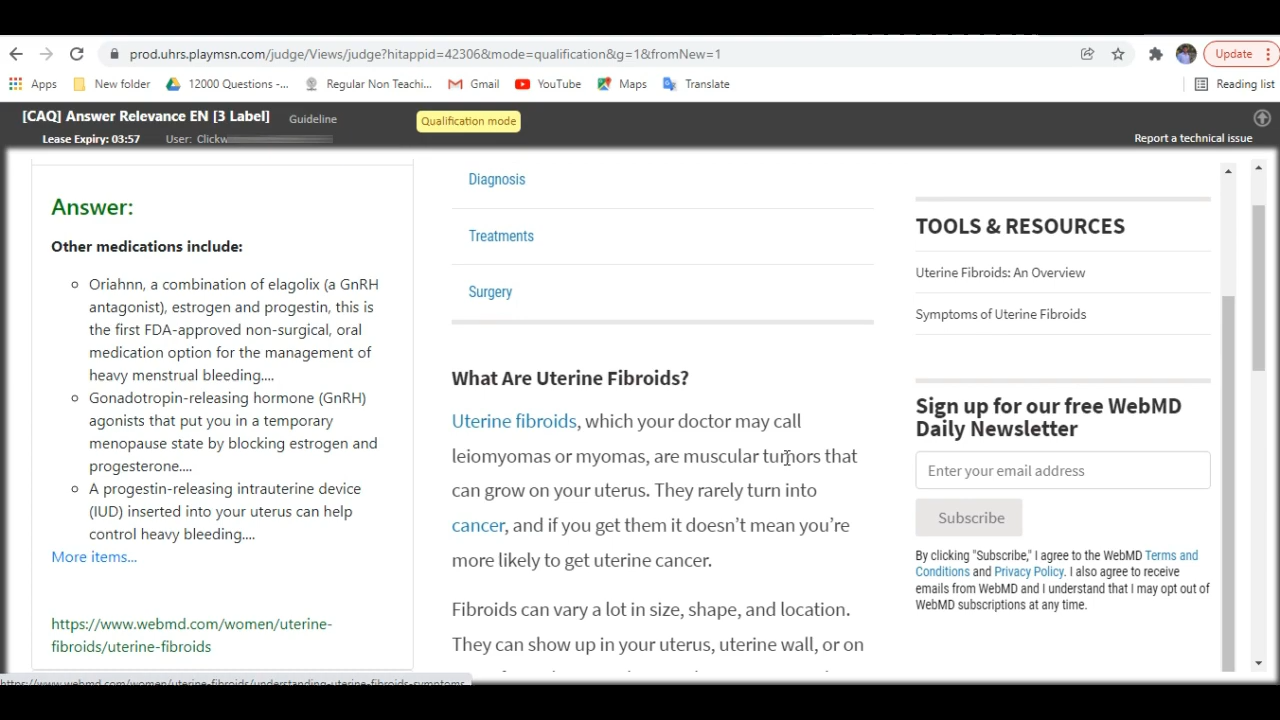 prod.uhrs.playmsn.com/judge/Views/judge?hitappid=42306&mode=qualification&g=1&fromNew=1
Update
Apps
New folder
12000 Questions -...
Regular Non Teachi...
Gmail
YouTube
Maps
Translate
Reading list
[CAQ] Answer Relevance EN [3 Label]
Guideline
Qualification mode
Lease Expiry: 03:57
User: Clickw
Report a technical issue
Answer:
Other medications include:
Oriahnn, a combination of elagolix (a GnRH
antagonist), estrogen and progestin, this is
the first FDA-approved non-surgical, oral
medication option for the management of
heavy menstrual bleeding....
Gonadotropin-releasing hormone (GnRH)
agonists that put you in a temporary
menopause state by blocking estrogen and
progesterone....
A progestin-releasing intrauterine device
(IUD) inserted into your uterus can help
control heavy bleeding....
More items...
https://www.webmd.com/women/uterine-
fibroids/uterine-fibroids
Diagnosis
Treatments
Surgery
What Are Uterine Fibroids?
Uterine fibroids, which your doctor may call
leiomyomas or myomas, are muscular tumors that
can grow on your uterus. They rarely turn into
cancer, and if you get them it doesn't mean you're
more likely to get uterine cancer.
Fibroids can vary a lot in size, shape, and location.
They can show up in your uterus, uterine wall, or on
TOOLS & RESOURCES
Uterine Fibroids: An Overview
Symptoms of Uterine Fibroids
Sign up for our free WebMD
Daily Newsletter
Enter your email address
Subscribe
By clicking "Subscribe," I agree to the WebMD Terms and
Conditions and Privacy Policy. I also agree to receive
emails from WebMD and I understand that I may opt out of
WebMD subscriptions at any time.
https://www.webmd.com/women/uterine-fibroids/understanding-uterine-fibroids-symptoms